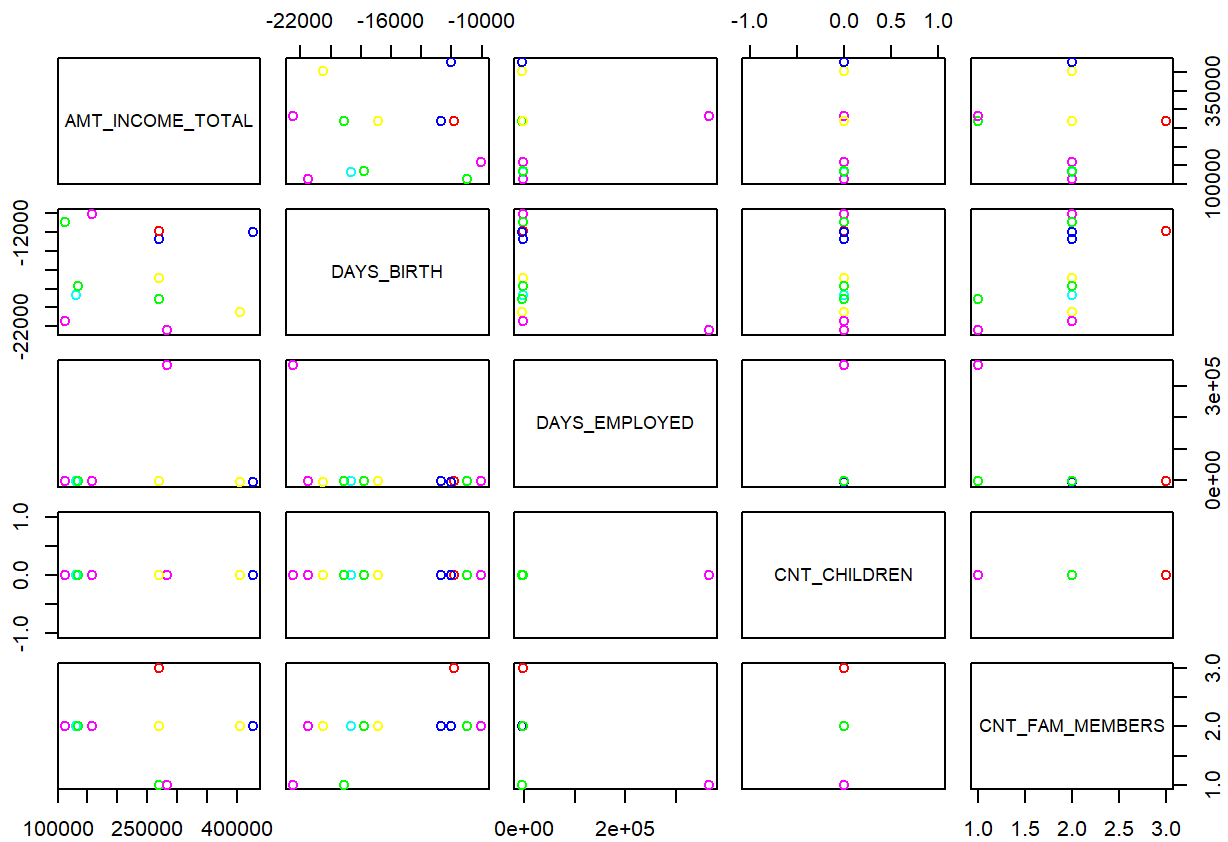 -22000 -16000 -10000 -1.0 0.0 1.0
AMT_INCOME_TOTAL
100000 350000
-22000 -12000
DAYS_BIRTH
DAYS_EMPLOYED
0e+00 3e+05
-1.0 0.0 1.0
CNT_CHILDREN
CNT_FAM_MEMBERS
1.0 2.0 3.0
100000 250000 400000 0e+00 2e+05 1.0 1.5 2.0 2.5 3.0